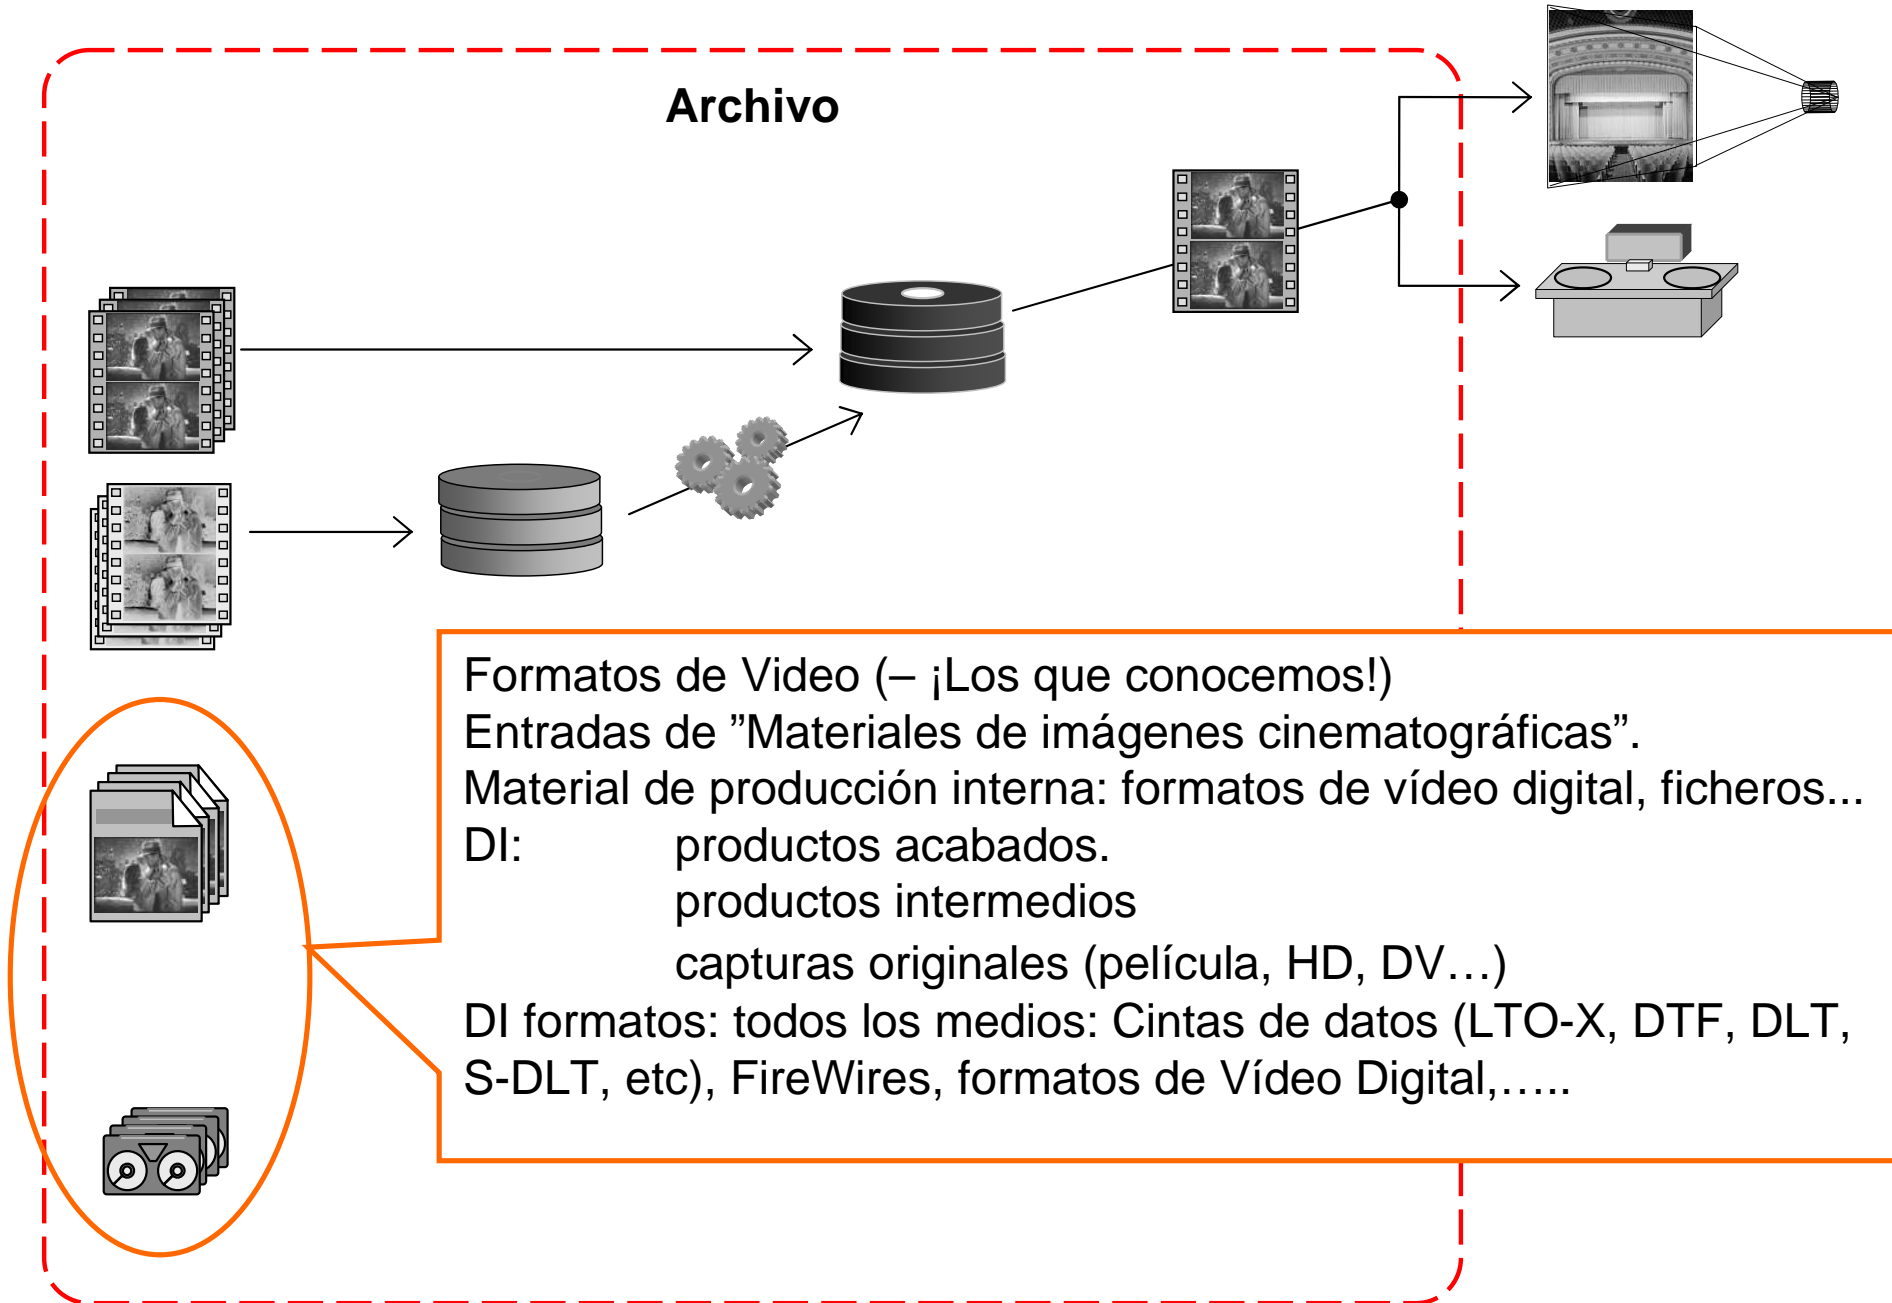 Archivo
Formatos de Video (– ¡Los que conocemos!)
Entradas de ”Materiales de imágenes cinematográficas”.
Material de producción interna: formatos de vídeo digital, ficheros...
DI: productos acabados.
productos intermedios
capturas originales (película, HD, DV…)
DI formatos: todos los medios: Cintas de datos (LTO-X, DTF, DLT,
S-DLT, etc), FireWires, formatos de Vídeo Digital,…..